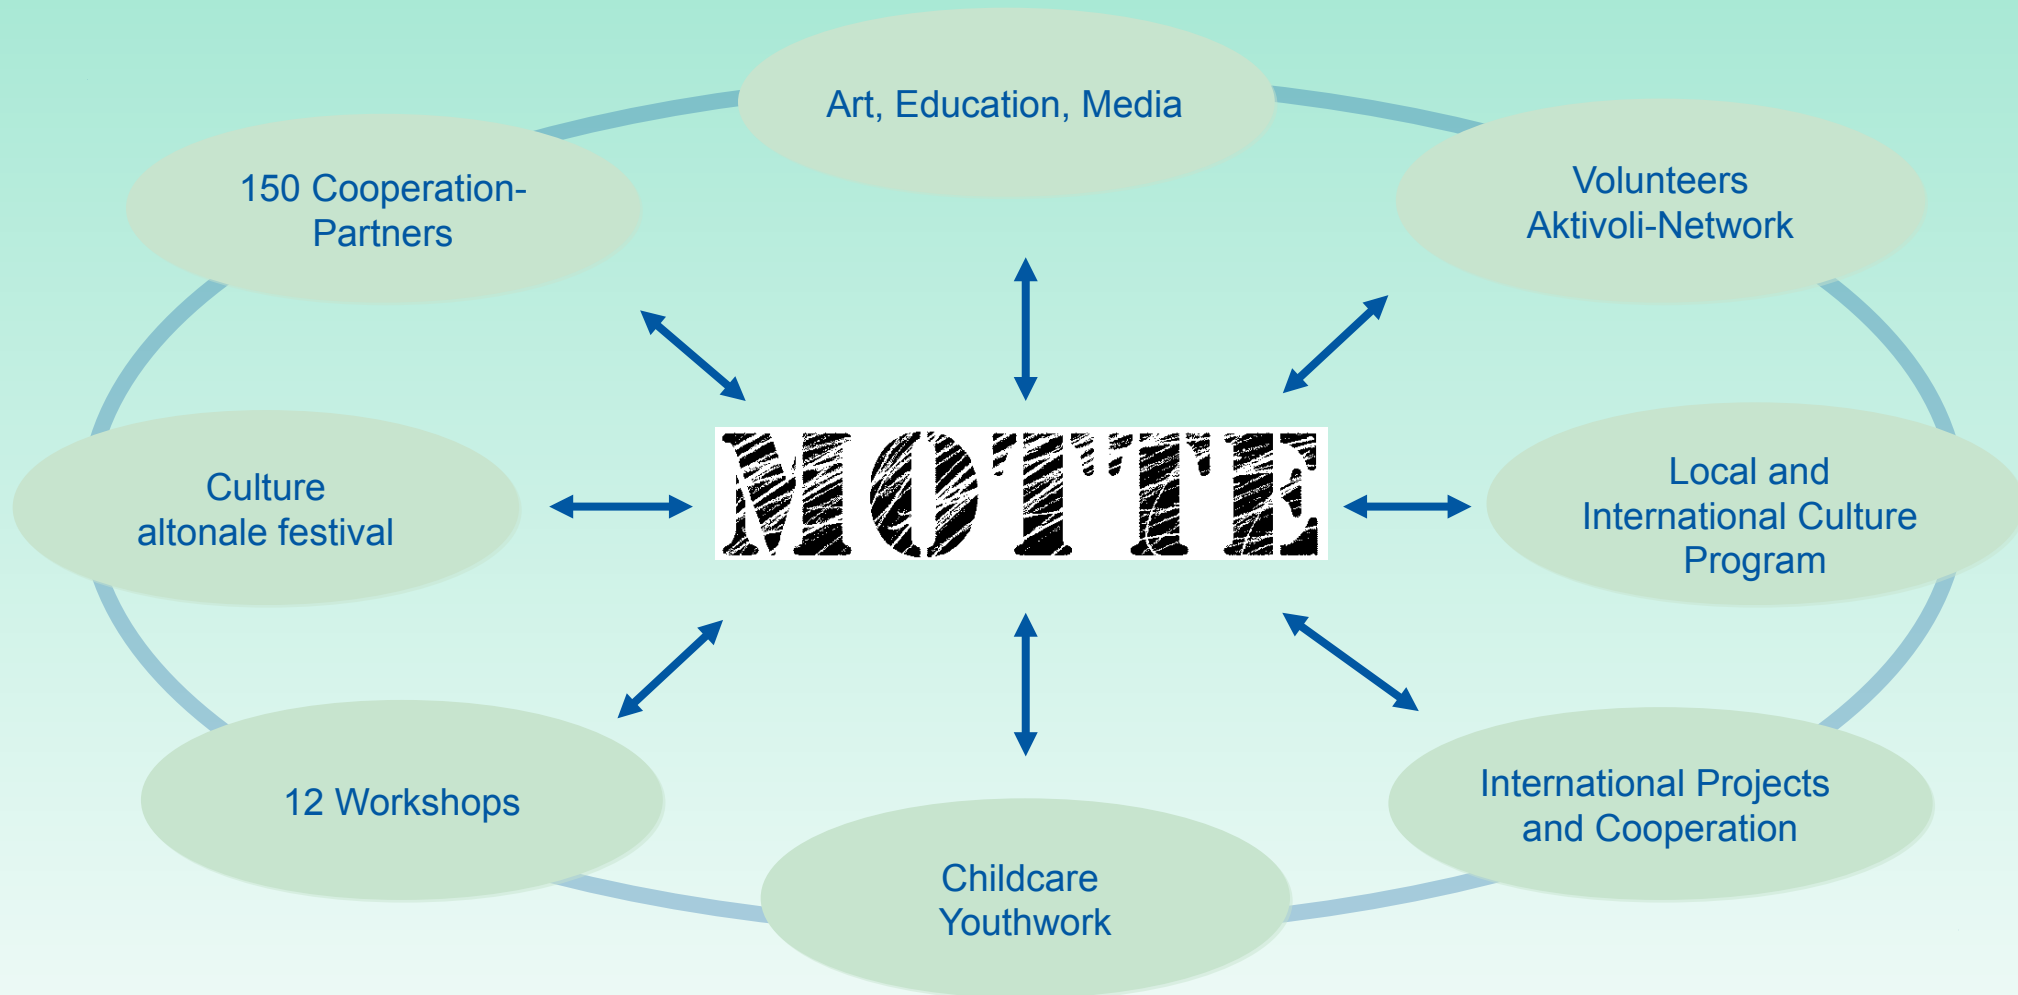 Art, Education, Media
150 Cooperation-
Partners
Volunteers
Aktivoli-Network
MOTTE
Culture
altonale festival
Local and
International Culture
Program
12 Workshops
International Projects
and Cooperation
Childcare
Youthwork